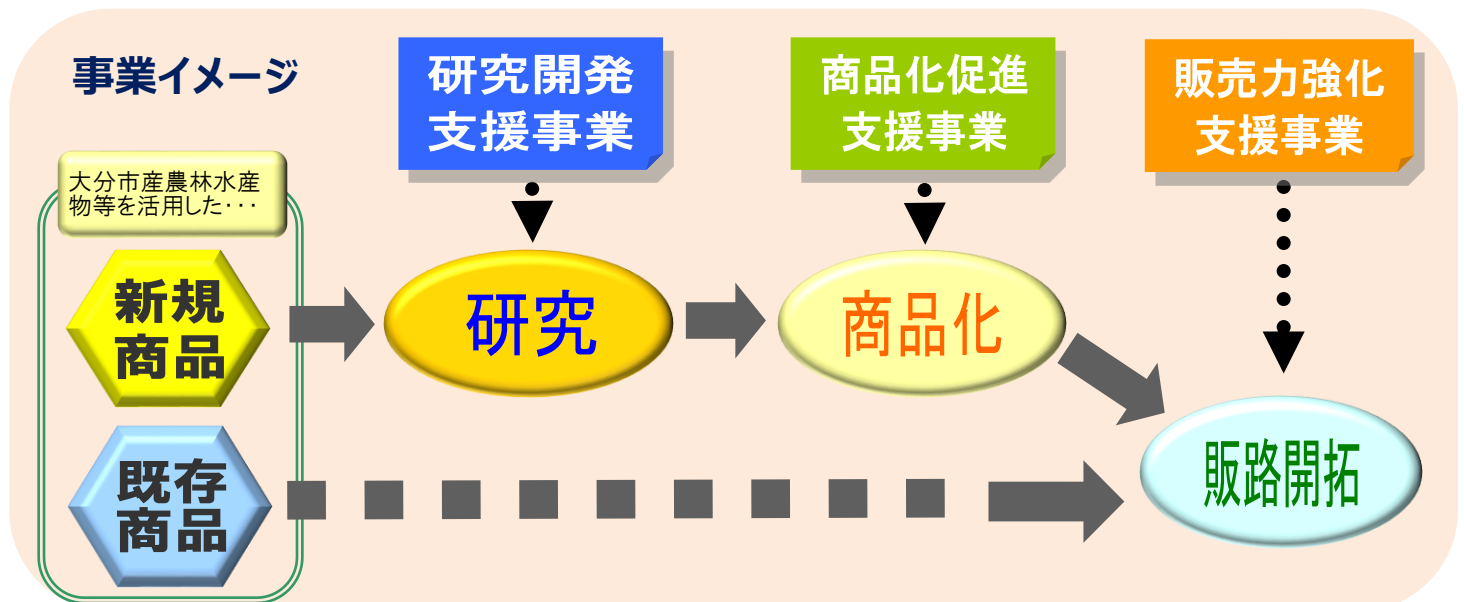 事業イメージ
研究開発
支援事業
商品化促進
支援事業
販売力強化
支援事業
大分市産農林水産
物等を活用した･･･
新規
商品
研究
商品化
既存
商品
販路開拓